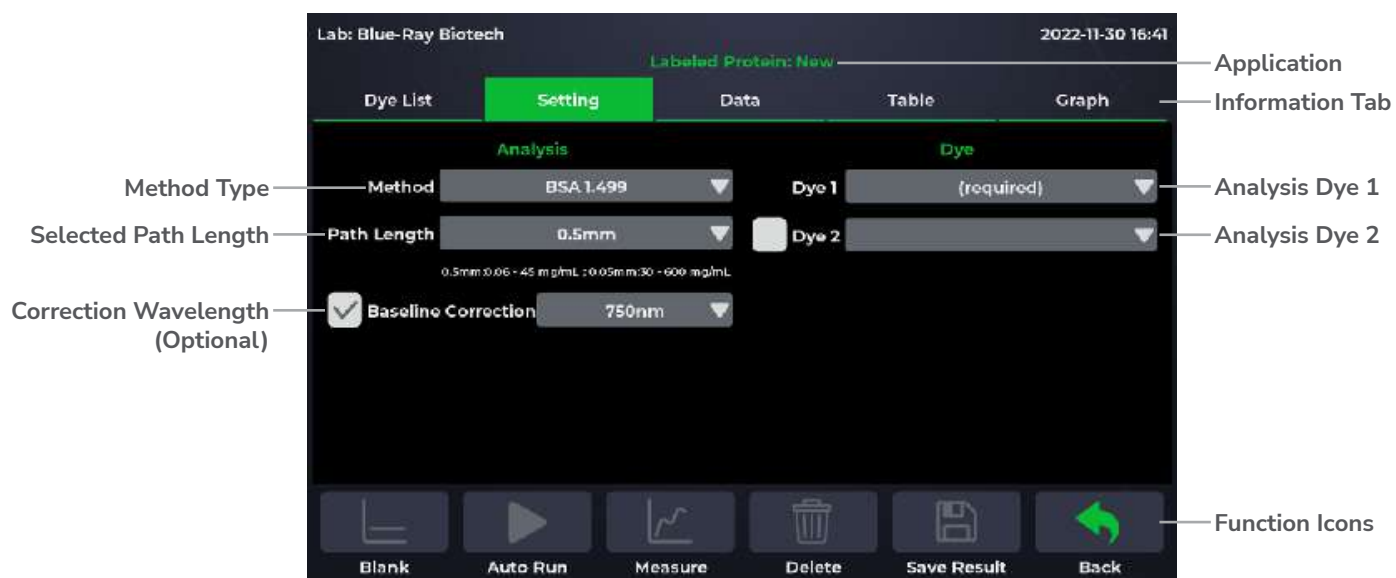 Lab: Blue-Ray Biotech 2022-11-30 16:41
Labeled Protein: New
Application
Dye List Setting Data Table Graph
Information Tab
Analysis Dye
Method Type
Method BSA 1.499 Dye 1 (required)
Analysis Dye 1
Selected Path Length
Path Length 0.5mm Dye 2
Analysis Dye 2
0.5mm:0.06 - 45 mg/mL ; 0.05mm:30 - 600 mg/mL
Correction Wavelength
(Optional)
Baseline Correction 750nm
Function Icons
Blank Auto Run Measure Delete Save Result Back